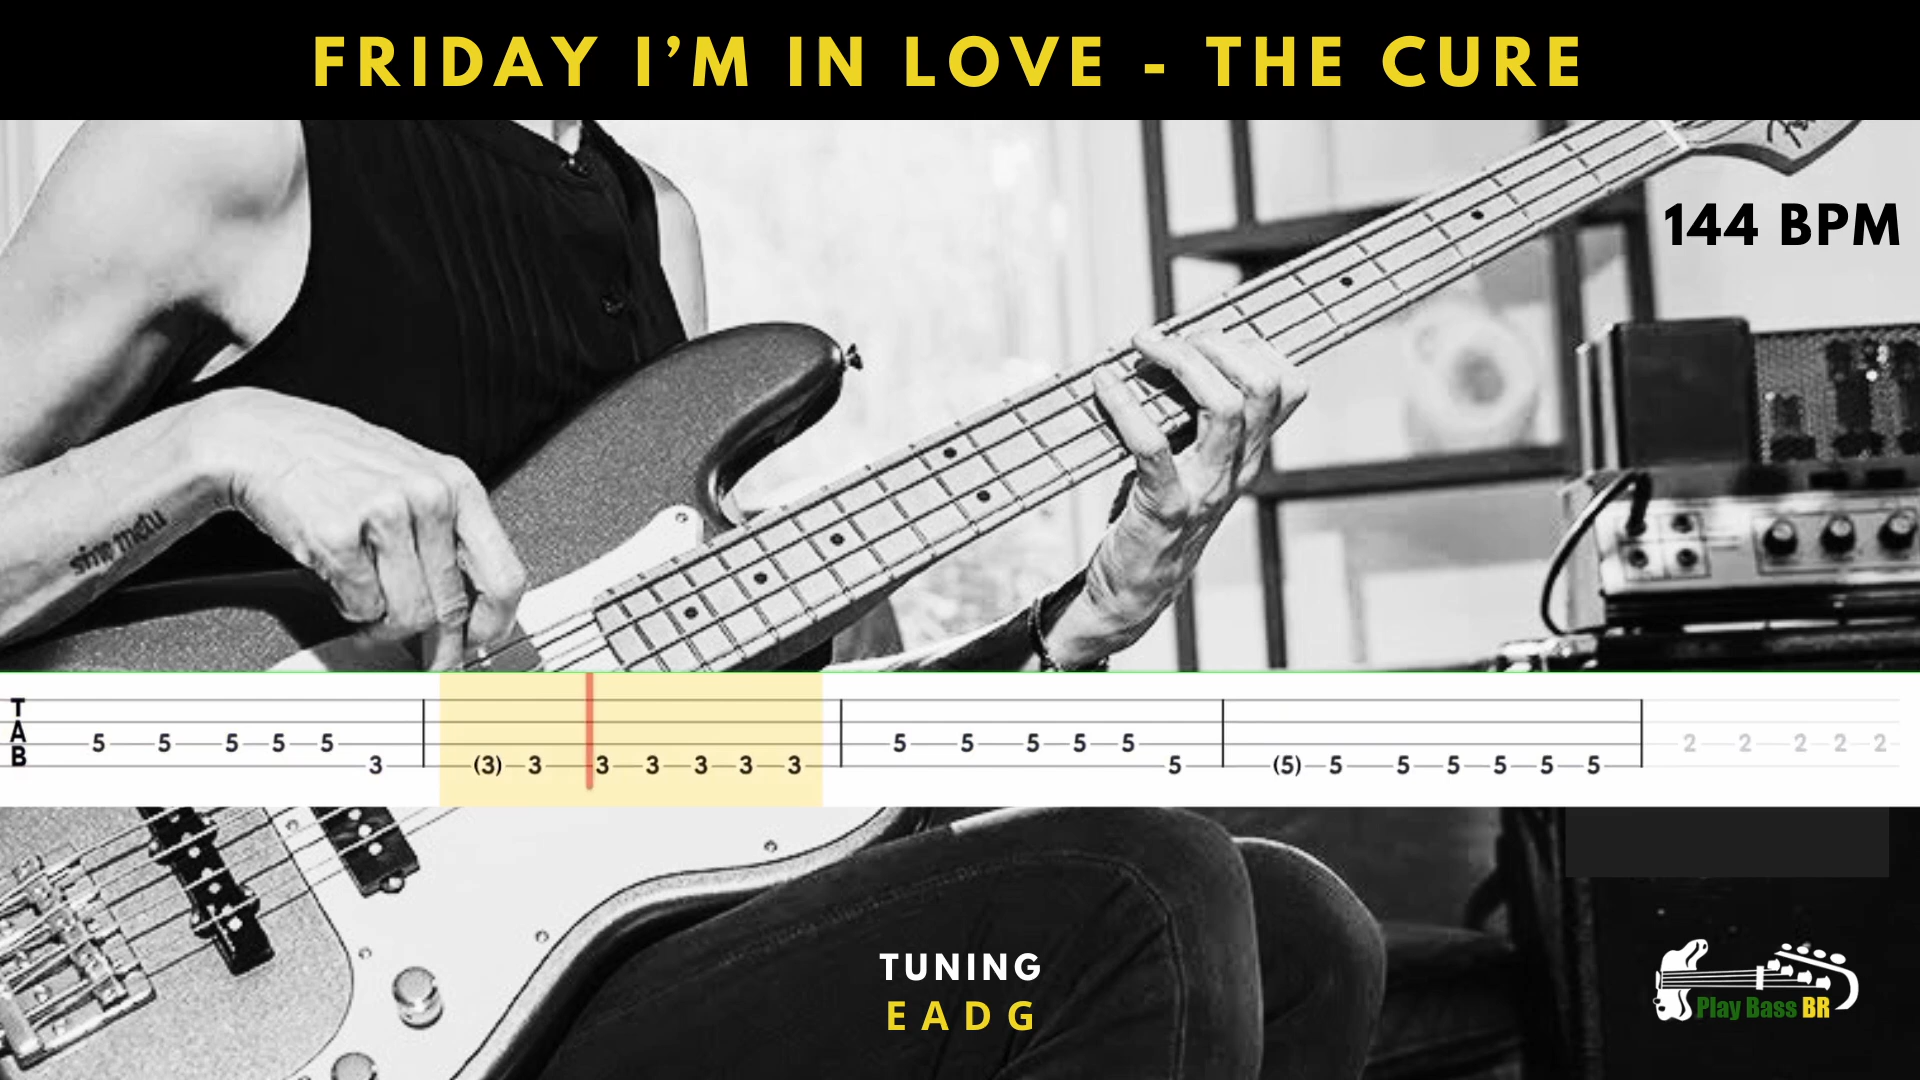 FRIDAY I’M IN LOVE - THE CURE
144 BPM
sine metu
T
A
B
5 5 5 5 5 5 5 5 5 5 2 2 2 2 2
3 (3) 3 3 3 3 3 3 5 (5) 5 5 5 5 5 5
TUNING
E A D G
Play Bass BR